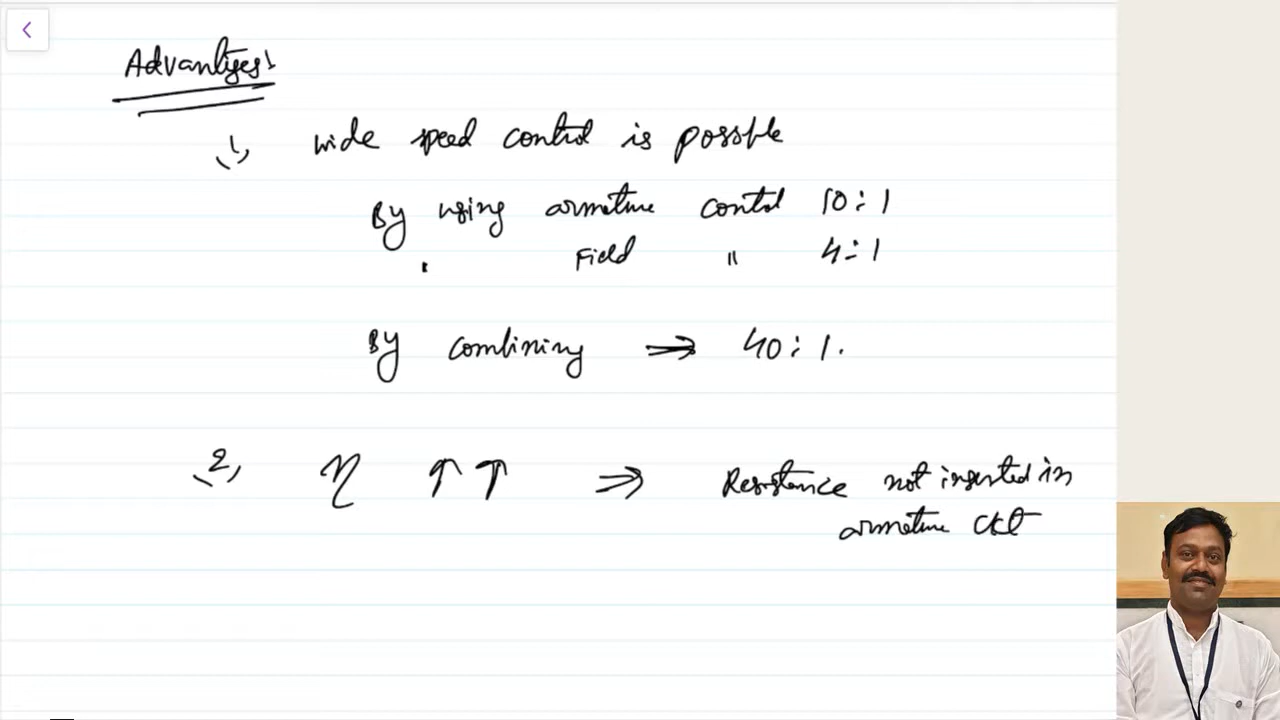 Advantiges!
(1) wide speed control is possible
By using armature control 10:1
Field " 4:1
By combining ⇒ 40:1.
(2) η ↑↑ ⇒ Resistance not inserted in
armature ckt